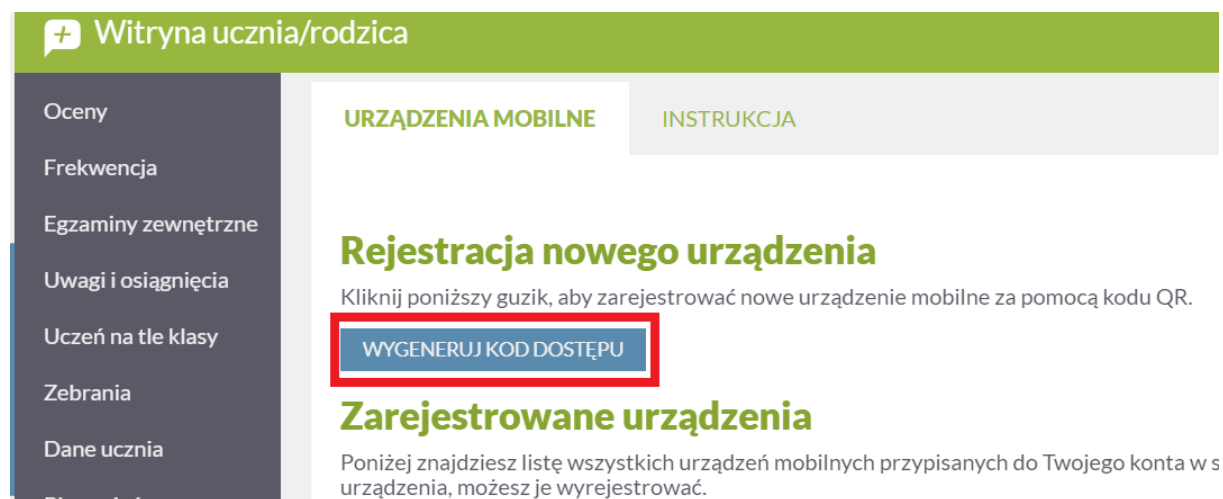 Witryna ucznia/rodzica
Oceny
Frekwencja
Egzaminy zewnętrzne
Uwagi i osiągnięcia
Uczeń na tle klasy
Zebrania
Dane ucznia
URZĄDZENIA MOBILNE
INSTRUKCJA
Rejestracja nowego urządzenia
Kliknij poniższy guzik, aby zarejestrować nowe urządzenie mobilne za pomocą kodu QR.
WYGENERUJ KOD DOSTĘPU
Zarejestrowane urządzenia
Poniżej znajdziesz listę wszystkich urządzeń mobilnych przypisanych do Twojego konta w s
urządzenia, możesz je wyrejestrować.